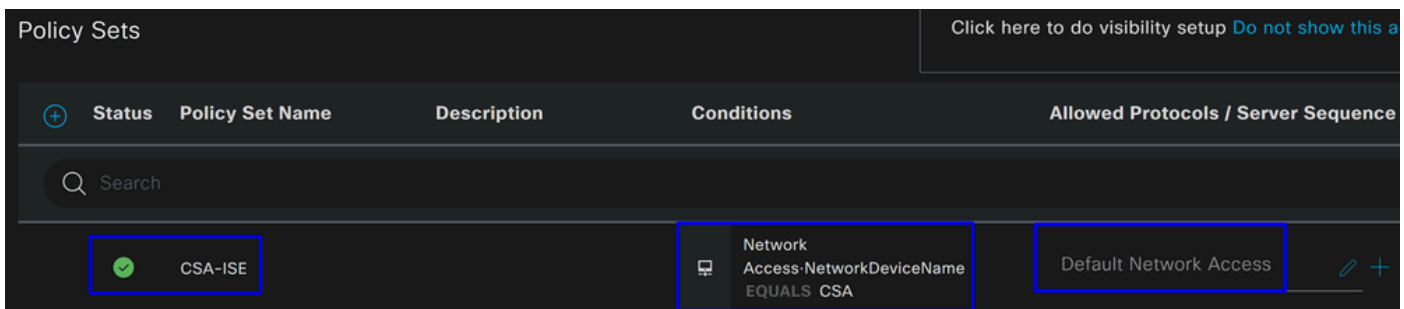 Policy Sets
Click here to do visibility setup Do not show this a
Status Policy Set Name Description Conditions Allowed Protocols / Server Sequence
Search
CSA-ISE
Network
Access·NetworkDeviceName
EQUALS CSA
Default Network Access